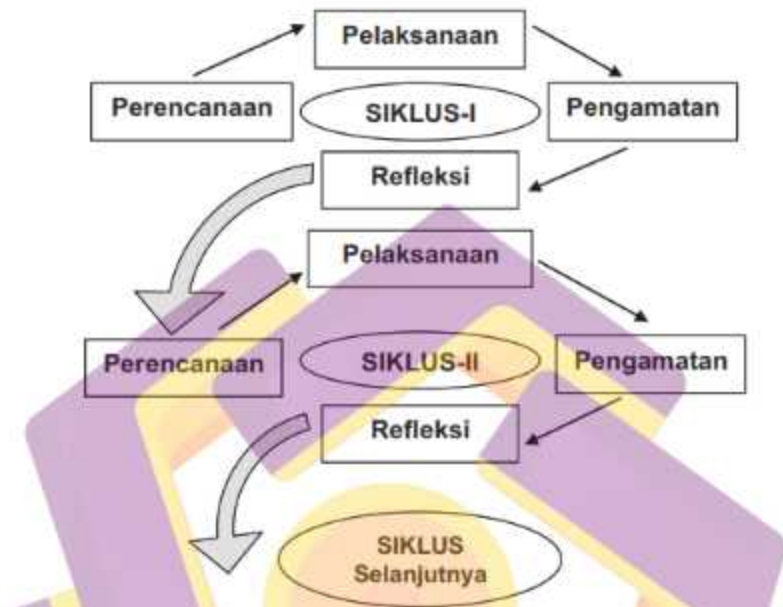 Pelaksanaan
Perencanaan
SIKLUS-I
Pengamatan
Refleksi
Pelaksanaan
Perencanaan
SIKLUS-II
Pengamatan
Refleksi
SIKLUS
Selanjutnya